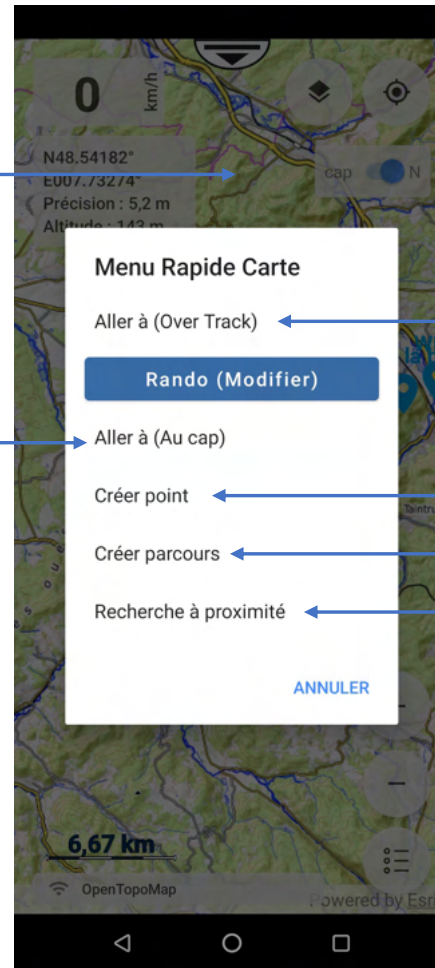 0
km/h
N48.54182°
E007.73274°
Précision : 5,2 m
Altitude : 143 m
cap
N
Menu Rapide Carte
Aller à (Over Track)
Rando (Modifier)
Aller à (Au cap)
Créer point
Créer parcours
Recherche à proximité
ANNULER
6,67 km
OpenTopoMap
Powered by Esri